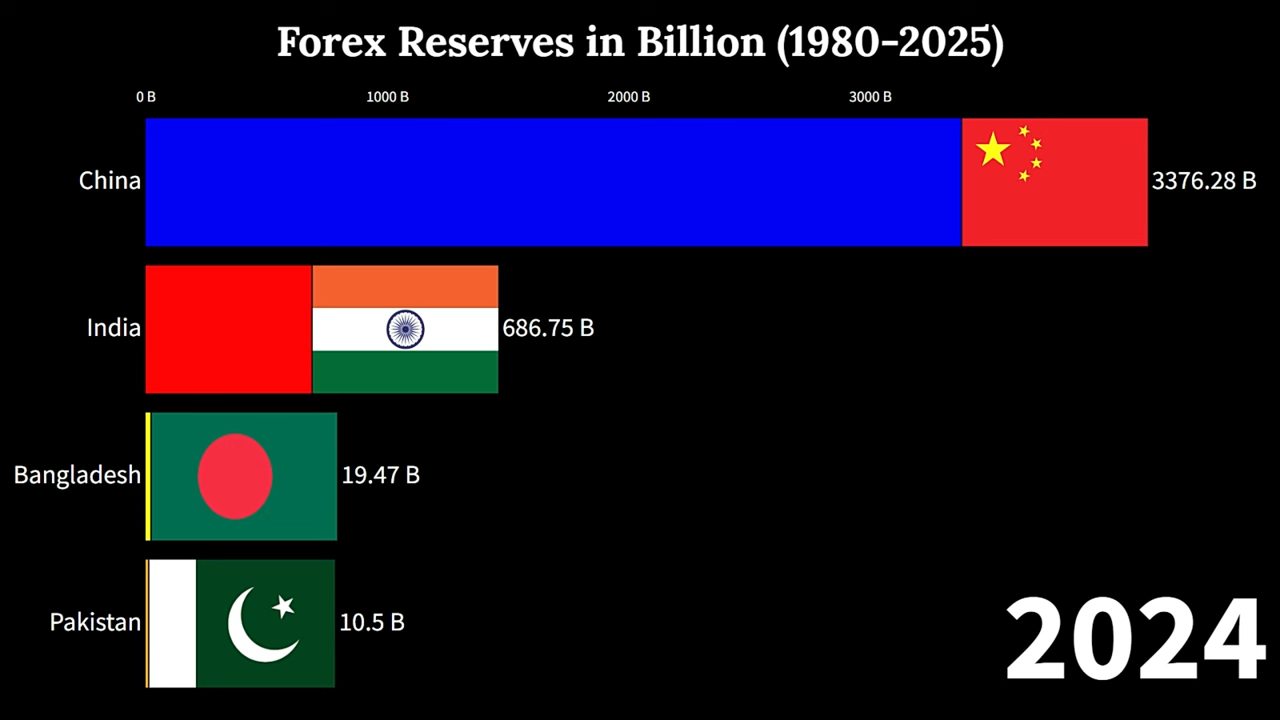 Forex Reserves in Billion (1980-2025)
0 B 1000 B 2000 B 3000 B
China 3376.28 B
India 686.75 B
Bangladesh 19.47 B
Pakistan 10.5 B
2024